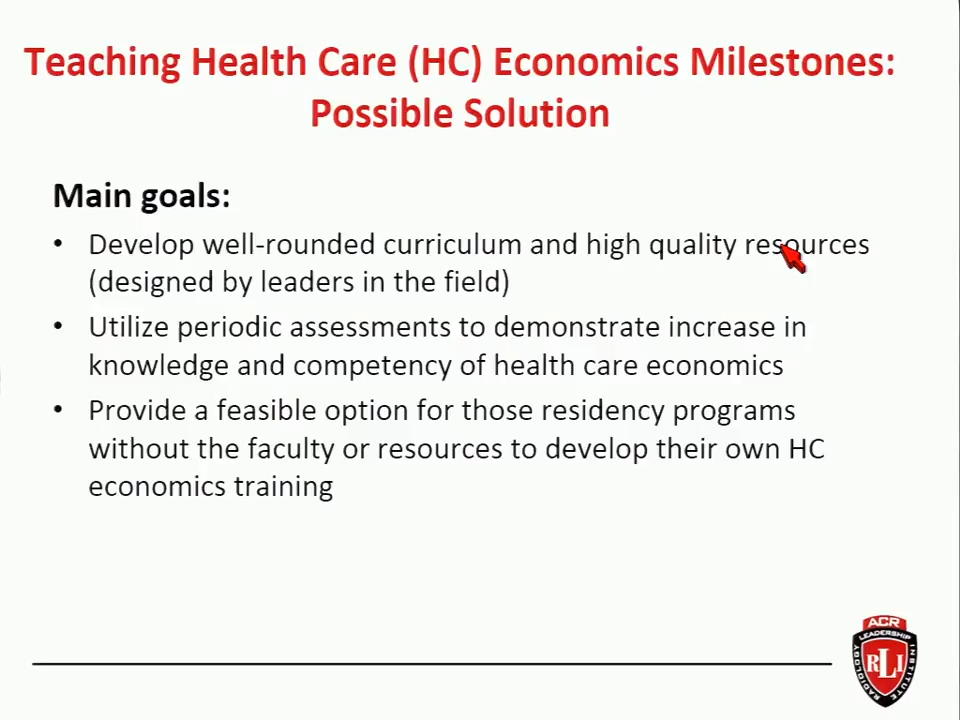 Teaching Health Care (HC) Economics Milestones:
Possible Solution
Main goals:
• Develop well-rounded curriculum and high quality resources
(designed by leaders in the field)
• Utilize periodic assessments to demonstrate increase in
knowledge and competency of health care economics
• Provide a feasible option for those residency programs
without the faculty or resources to develop their own HC
economics training
ACR
RADIOLOGY LEADERSHIP INSTITUTE
RLI